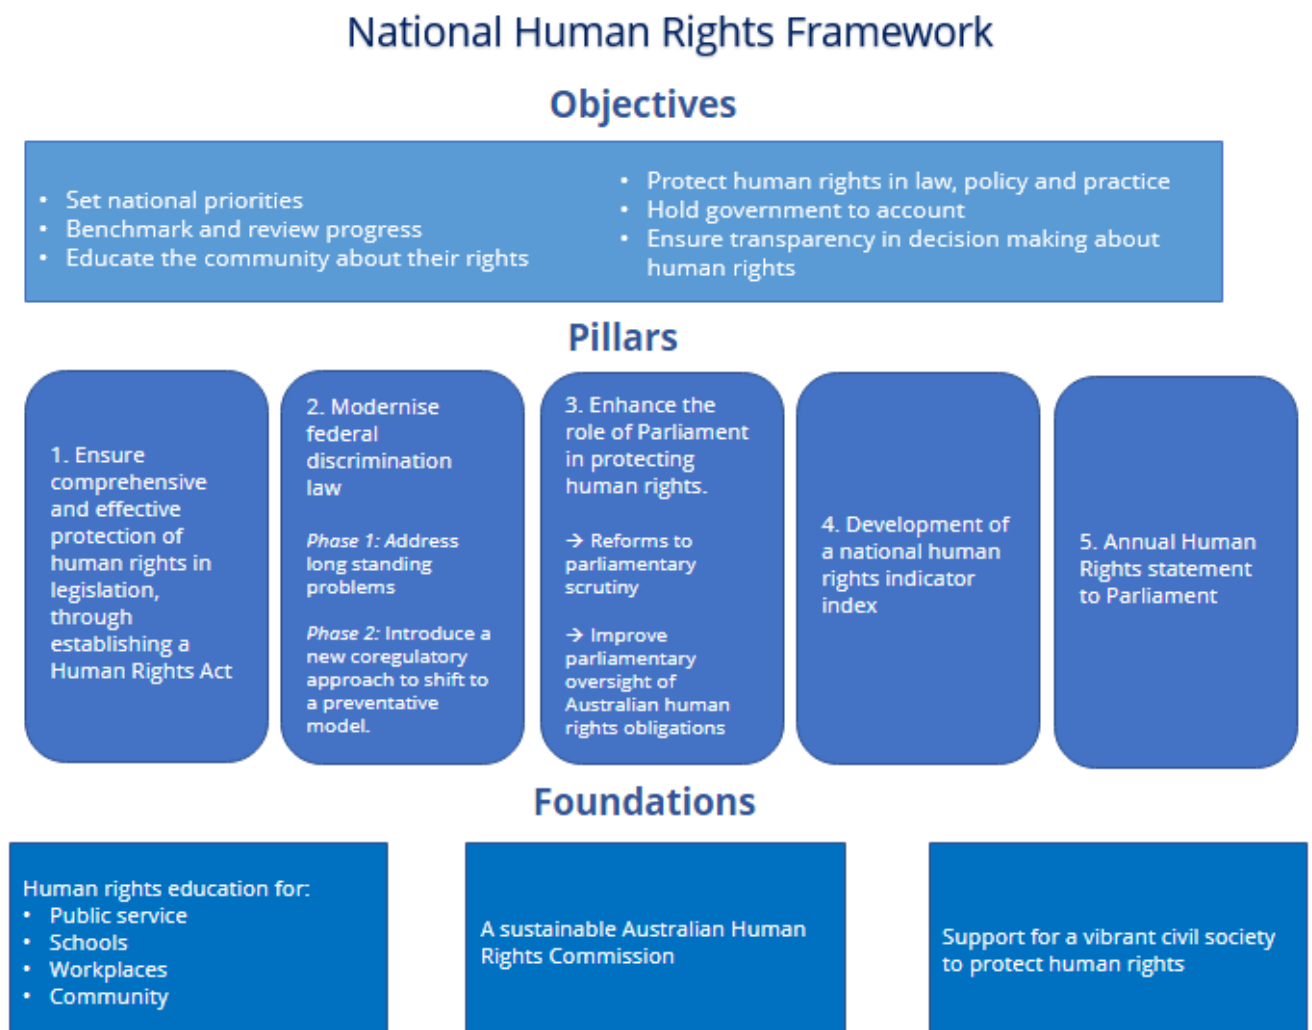 National Human Rights Framework
Objectives
• Set national priorities
• Benchmark and review progress
• Educate the community about their rights
• Protect human rights in law, policy and practice
• Hold government to account
• Ensure transparency in decision making about
human rights
Pillars
1. Ensure
comprehensive
and effective
protection of
human rights in
legislation,
through
establishing a
Human Rights Act
2. Modernise
federal
discrimination
law
Phase 1: Address
long standing
problems
Phase 2: Introduce a
new coregulatory
approach to shift to
a preventative
model.
3. Enhance the
role of Parliament
in protecting
human rights.
→ Reforms to
parliamentary
scrutiny
→ Improve
parliamentary
oversight of
Australian human
rights obligations
4. Development of
a national human
rights indicator
index
5. Annual Human
Rights statement
to Parliament
Foundations
Human rights education for:
• Public service
• Schools
• Workplaces
• Community
A sustainable Australian Human
Rights Commission
Support for a vibrant civil society
to protect human rights